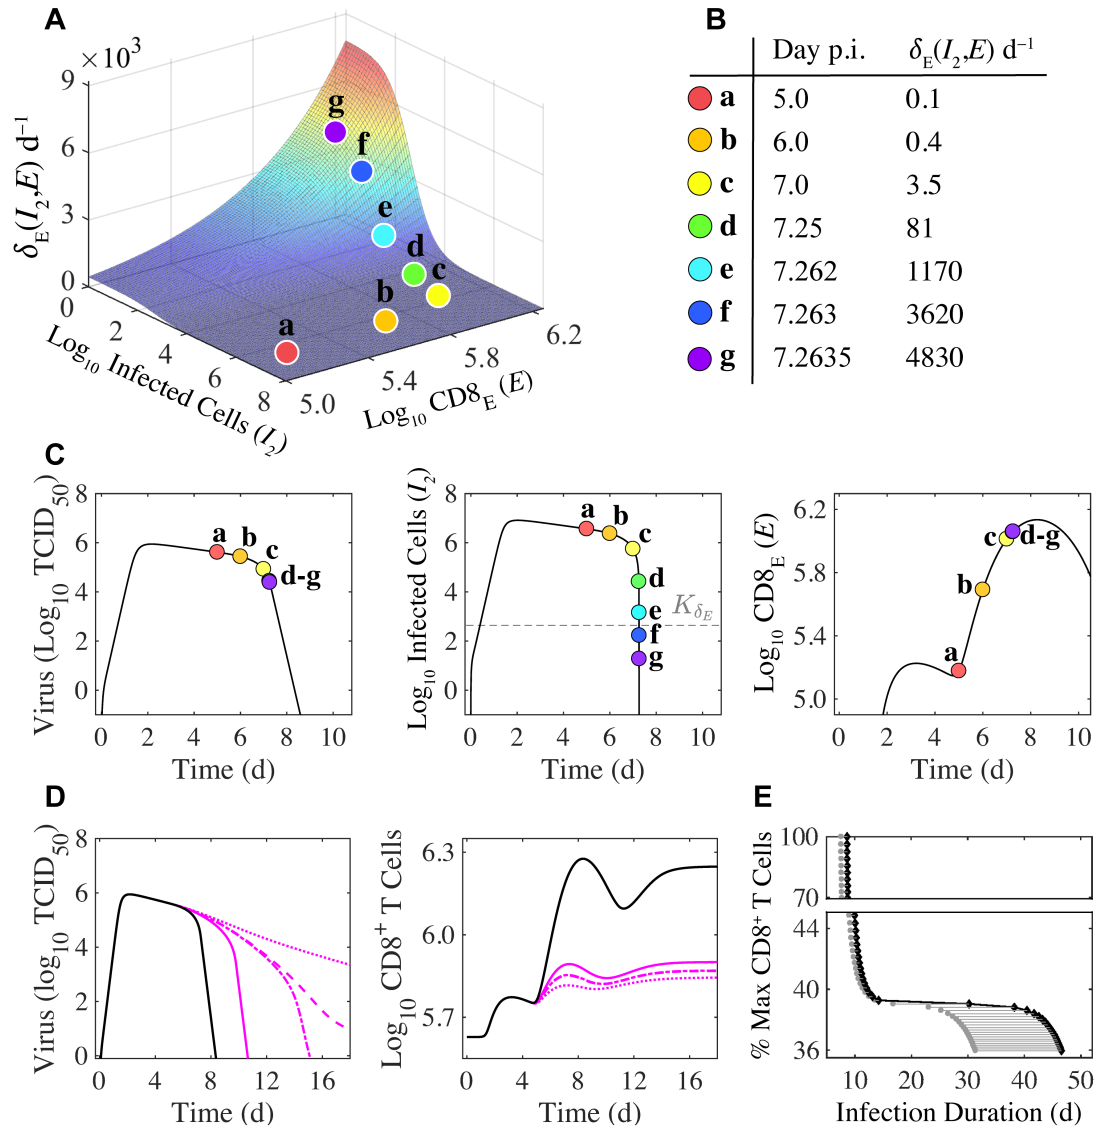 A
×10³
9
6
3
0
δE(I2,E) d⁻¹
0
2
4
6
8
Log10 Infected Cells (I2)
5.0
5.4
5.8
6.2
Log10 CD8E (E)
a
b
c
d
e
f
g
B
Day p.i. δE(I2,E) d⁻¹
a 5.0 0.1
b 6.0 0.4
c 7.0 3.5
d 7.25 81
e 7.262 1170
f 7.263 3620
g 7.2635 4830
C
Virus (Log10 TCID50)
8
6
4
2
0
a b
c
d-g
0 2 4 6 8 10
Time (d)
Log10 Infected Cells (I2)
8
6
4
2
0
a b
c
d
e
KδE
f
g
0 2 4 6 8 10
Time (d)
Log10 CD8E (E)
6.2
5.8
5.4
5.0
c d-g
b
a
0 2 4 6 8 10
Time (d)
D
Virus (log10 TCID50)
8
6
4
2
0
0 4 8 12 16
Time (d)
Log10 CD8⁺ T Cells
6.3
6.0
5.7
0 4 8 12 16
Time (d)
E
% Max CD8⁺ T Cells
100
70
44
40
36
10 20 30 40 50
Infection Duration (d)